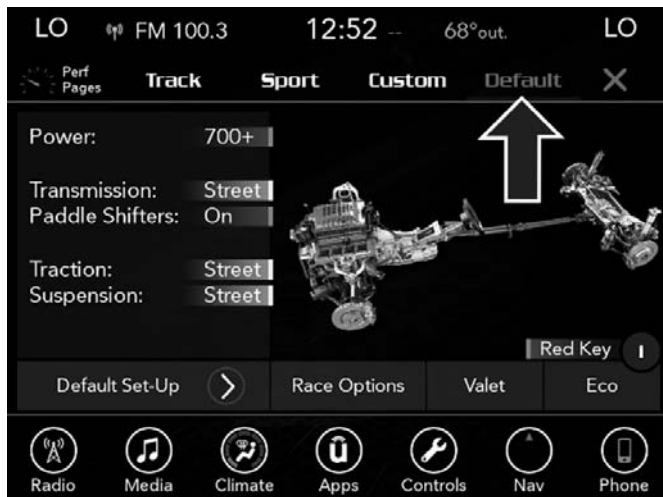 LO FM 100.3 12:52 -- 68°out. LO
Perf
Pages
Track Sport Custom Default X
Power: 700+
Transmission: Street
Paddle Shifters: On
Traction: Street
Suspension: Street
Red Key
Default Set-Up > Race Options Valet Eco
Radio Media Climate Apps Controls Nav Phone